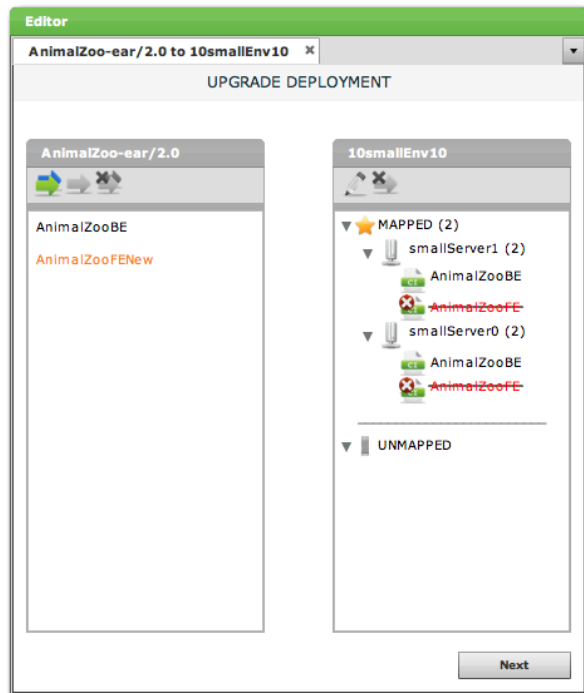 Editor
AnimalZoo-ear/2.0 to 10smallEnv10
UPGRADE DEPLOYMENT
AnimalZoo-ear/2.0
AnimalZooBE
AnimalZooFENew
10smallEnv10
MAPPED (2)
smallServer1 (2)
AnimalZooBE
AnimalZooFE
smallServer0 (2)
AnimalZooBE
AnimalZooFE
UNMAPPED
Next